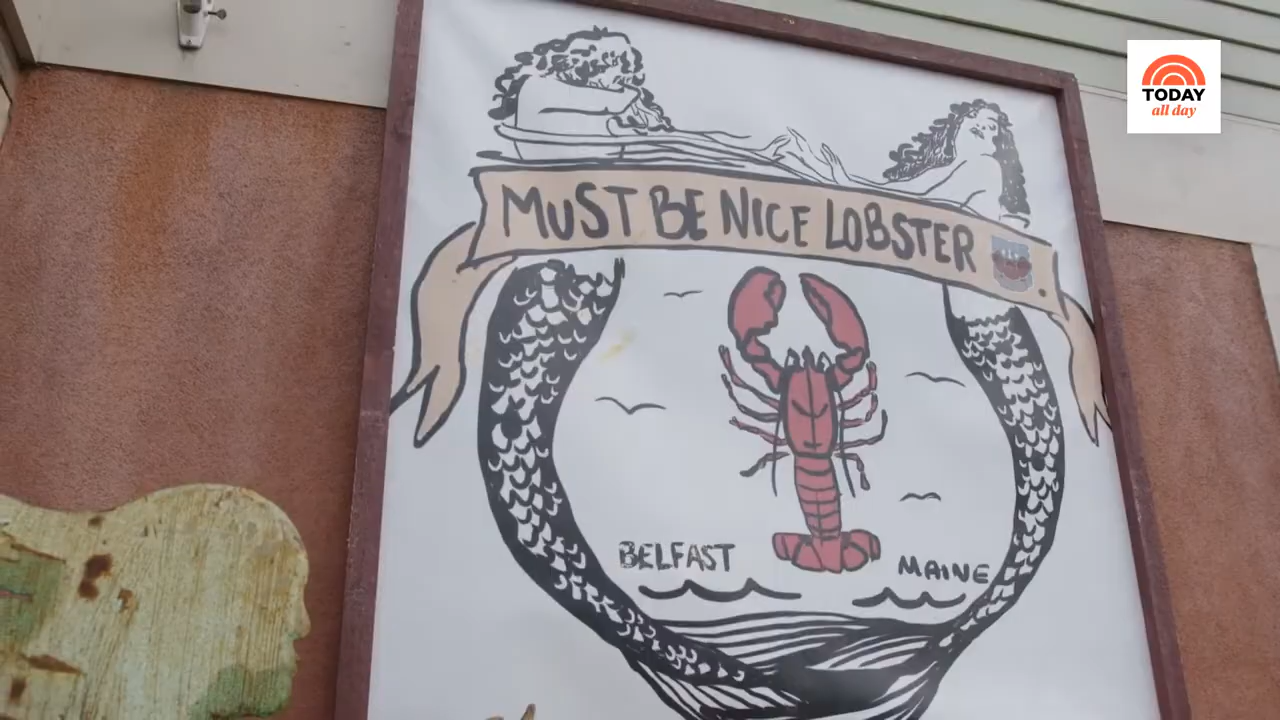 TODAY
all day
MUST BE NICE LOBSTER
BELFAST
MAINE